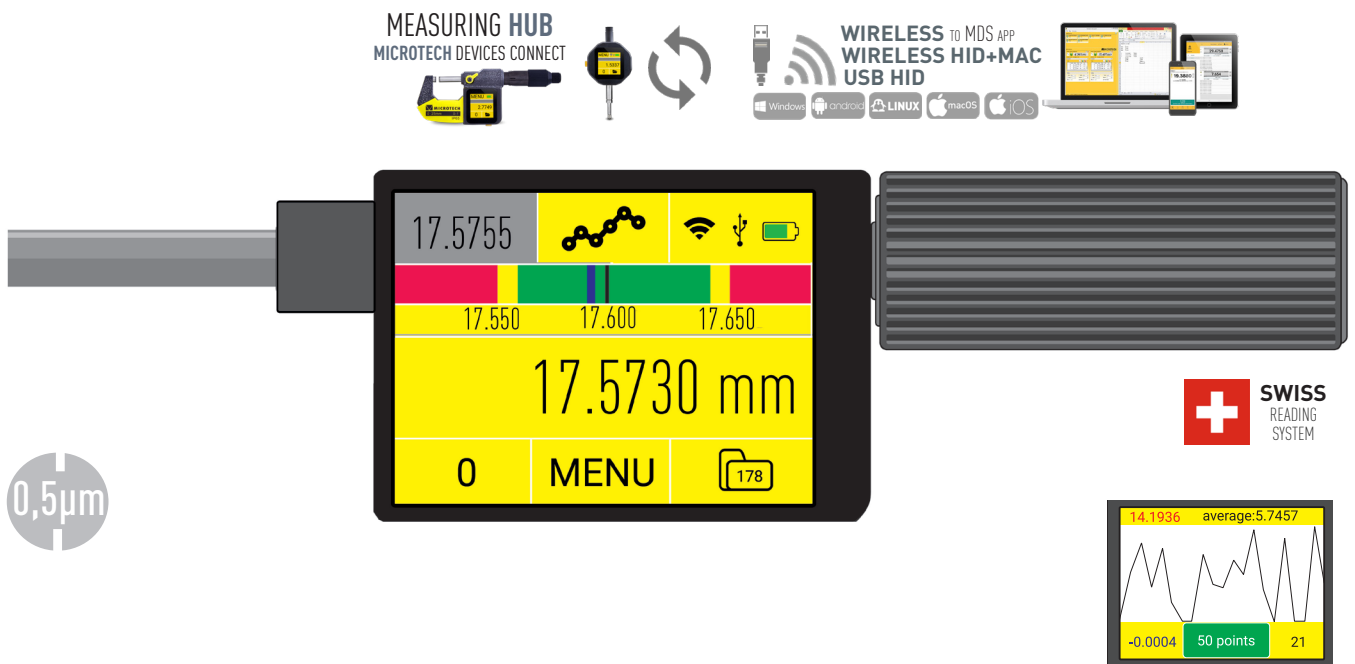 MEASURING HUB
MICROTECH DEVICES CONNECT
WIRELESS TO MDS APP
WIRELESS HID+MAC
USB HID
Windows
android
LINUX
macOS
iOS
MICROTECH
MENU
17.5755
17.550
17.600
17.650
17.5730 mm
0
MENU
178
SWISS
READING
SYSTEM
0,5µm
14.1936
average:5.7457
-0.0004
50 points
21